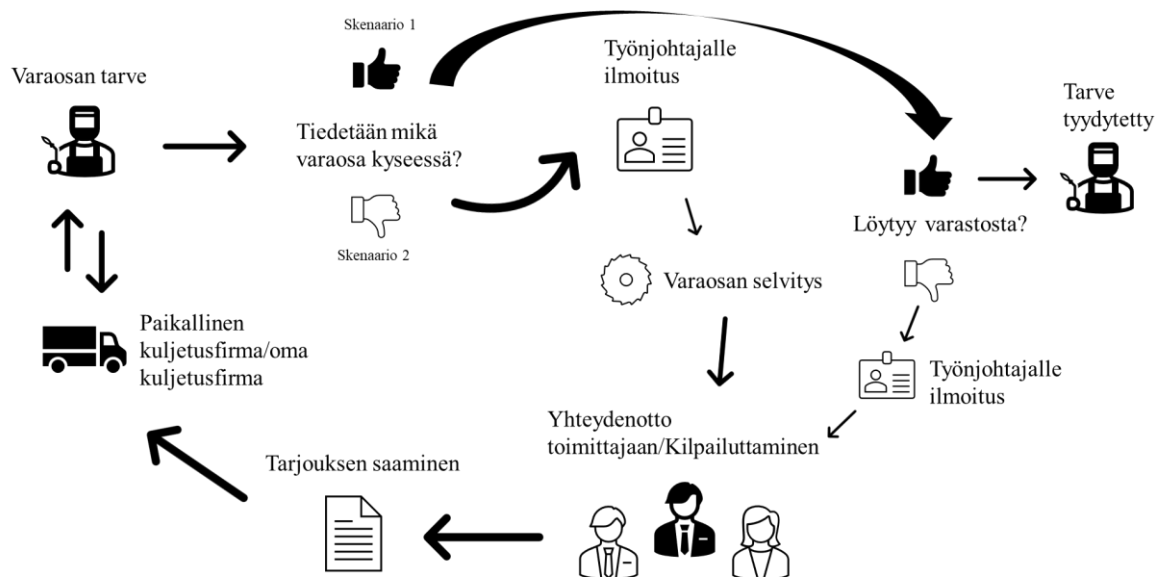 Skenaario 1
Varaosan tarve
Tiedetään mikä
varaosa kyseessä?
Skenaario 2
Työnjohtajalle
ilmoitus
Tarve
tyydytetty
Löytyy varastosta?
Varaosan selvitys
Työnjohtajalle
ilmoitus
Yhteydenotto
toimittajaan/Kilpailuttaminen
Tarjouksen saaminen
Paikallinen
kuljetusfirma/oma
kuljetusfirma